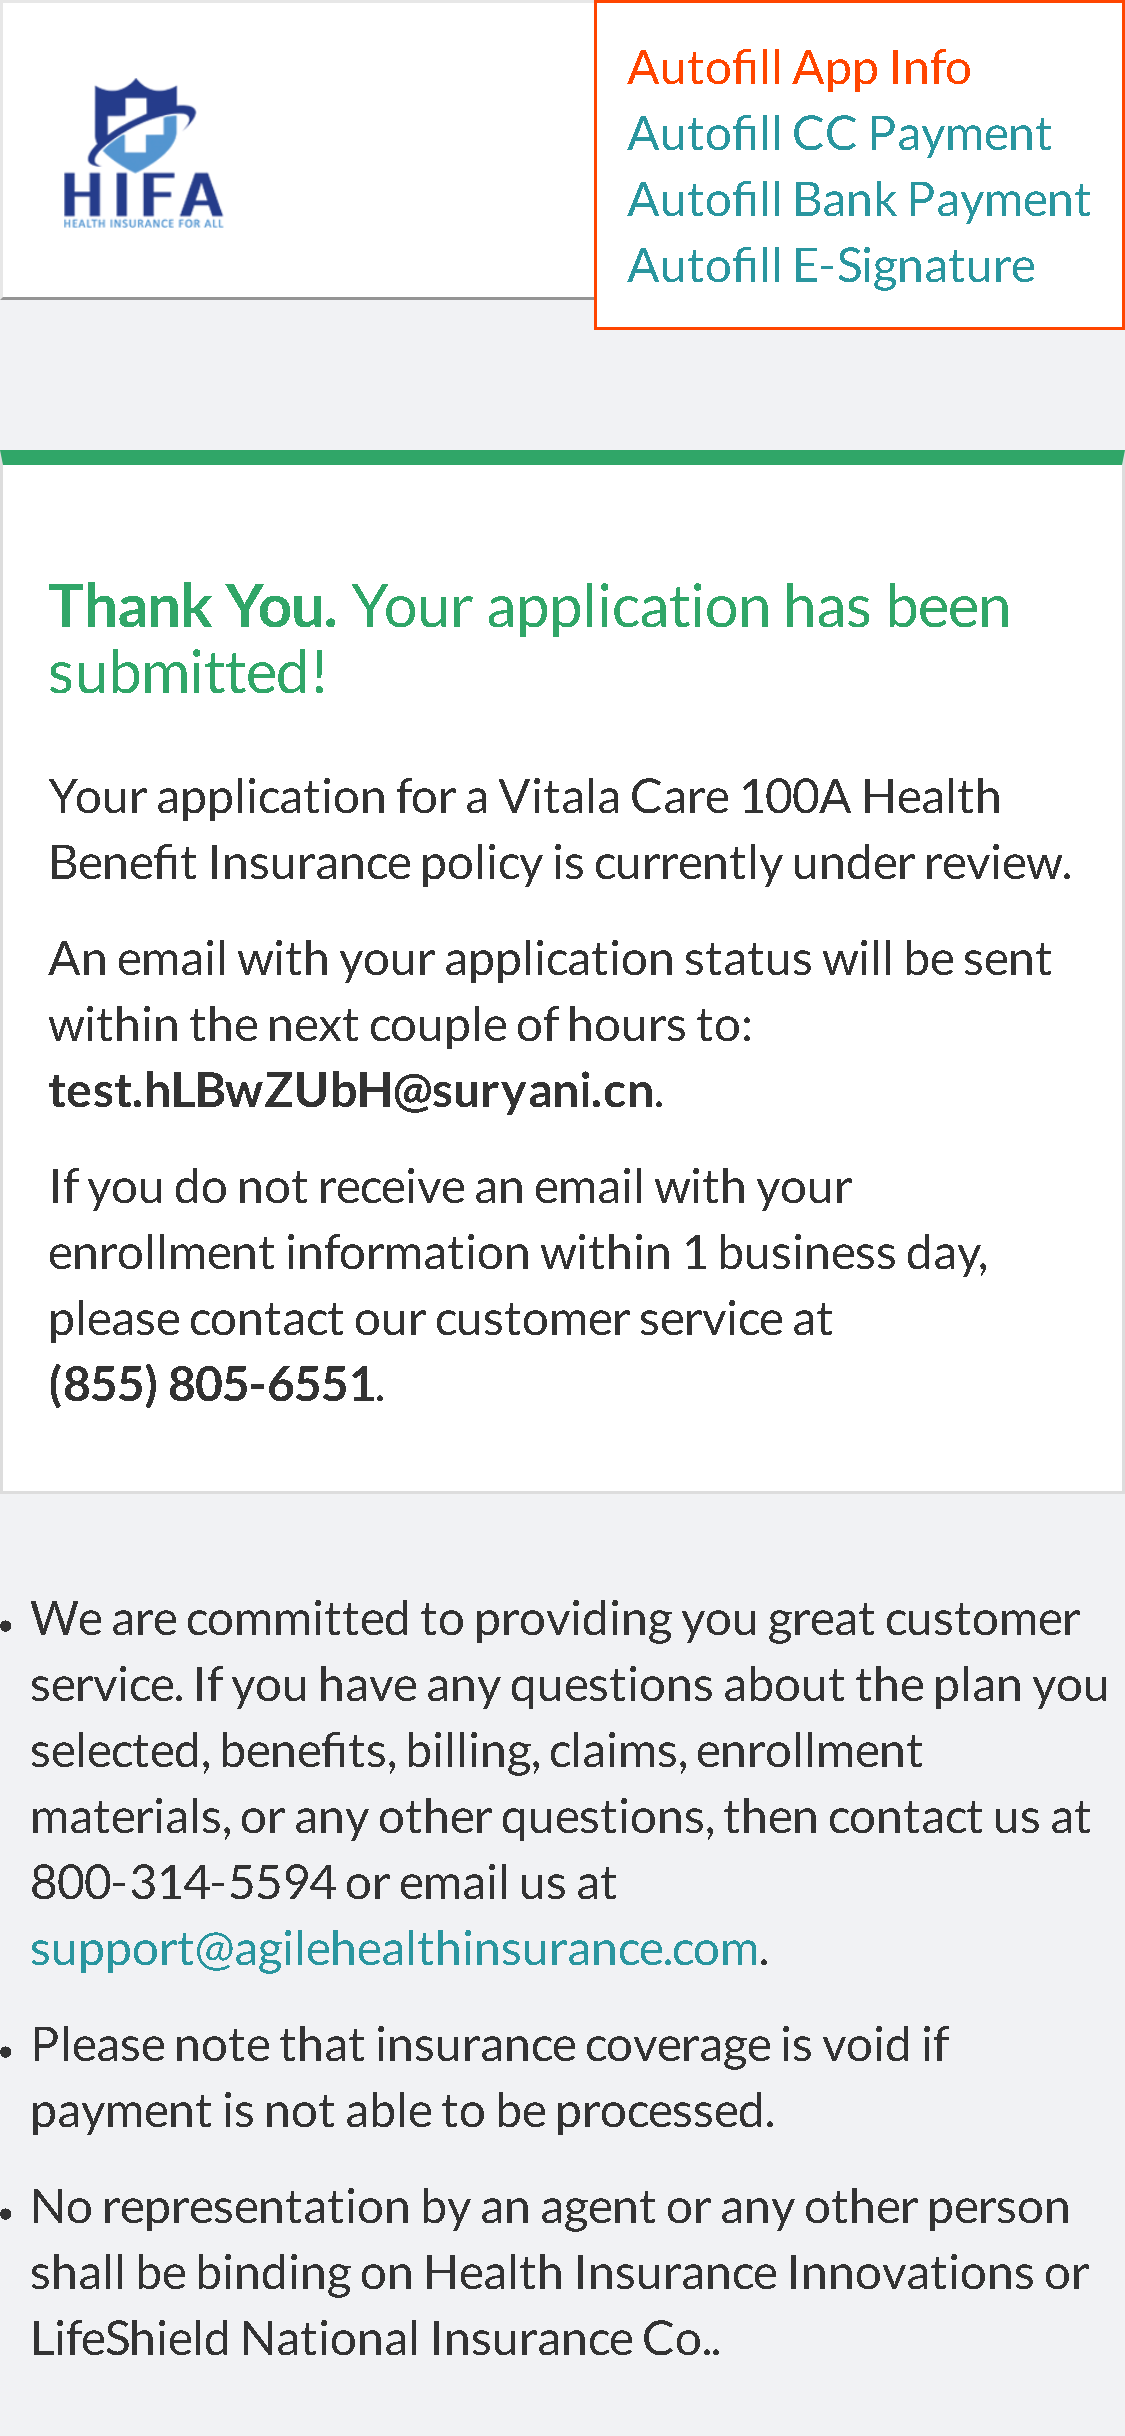 HIFA
HEALTH INSURANCE FOR ALL
Autofill App Info
Autofill CC Payment
Autofill Bank Payment
Autofill E-Signature
Thank You. Your application has been
submitted!
Your application for a Vitala Care 100A Health
Benefit Insurance policy is currently under review.
An email with your application status will be sent
within the next couple of hours to:
test.hLBwZUbH@suryani.cn.
If you do not receive an email with your
enrollment information within 1 business day,
please contact our customer service at
(855) 805-6551.
• We are committed to providing you great customer
service. If you have any questions about the plan you
selected, benefits, billing, claims, enrollment
materials, or any other questions, then contact us at
800-314-5594 or email us at
support@agilehealthinsurance.com.
• Please note that insurance coverage is void if
payment is not able to be processed.
• No representation by an agent or any other person
shall be binding on Health Insurance Innovations or
LifeShield National Insurance Co..